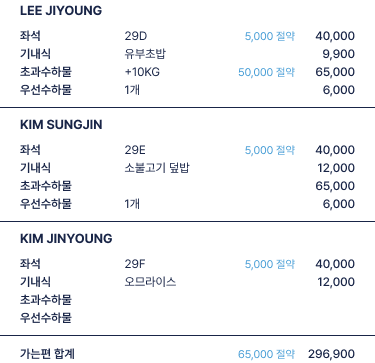 LEE JIYOUNG
좌석 29D 5,000 절약 40,000
기내식 유부초밥 9,900
초과수하물 +10KG 50,000 절약 65,000
우선수하물 1개 6,000
KIM SUNGJIN
좌석 29E 5,000 절약 40,000
기내식 소불고기 덮밥 12,000
초과수하물 65,000
우선수하물 1개 6,000
KIM JINYOUNG
좌석 29F 5,000 절약 40,000
기내식 오므라이스 12,000
초과수하물
우선수하물
가는편 합계 65,000 절약 296,900